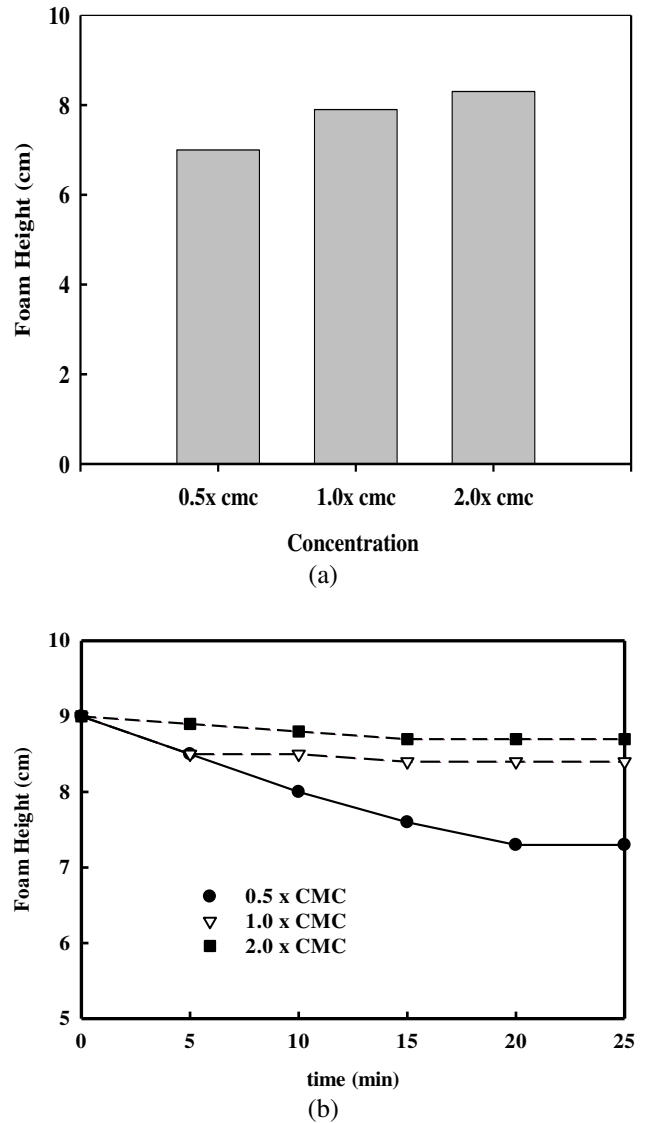 10
8
6
4
2
0
Foam Height (cm)
0.5x cmc 1.0x cmc 2.0x cmc
Concentration
(a)
10
9
8
7
6
5
Foam Height (cm)
0.5 x CMC
1.0 x CMC
2.0 x CMC
0 5 10 15 20 25
time (min)
(b)